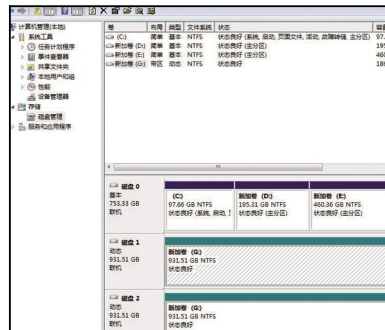 计算机管理(本地)
系统工具
任务计划程序
事件查看器
共享文件夹
本地用户和组
性能
设备管理器
存储
磁盘管理
服务和应用程序
卷 布局 类型 文件系统 状态 容量
(C:) 简单 基本 NTFS 状态良好 (系统, 启动, 页面文件, 活动, 故障转储, 主分区) 97.
新加卷 (D:) 简单 基本 NTFS 状态良好 (主分区) 195
新加卷 (E:) 简单 基本 NTFS 状态良好 (主分区) 460
新加卷 (G:) 带区 动态 NTFS 状态良好 186
磁盘 0
基本
753.33 GB
联机
(C:)
97.66 GB NTFS
状态良好 (系统, 启动,
新加卷 (D:)
195.31 GB NTFS
状态良好 (主分区)
新加卷 (E:)
460.36 GB NTFS
状态良好 (主分区)
磁盘 1
动态
931.51 GB
联机
新加卷 (G:)
931.51 GB NTFS
状态良好
磁盘 2
动态
931.51 GB
联机
新加卷 (G:)
931.51 GB NTFS
状态良好